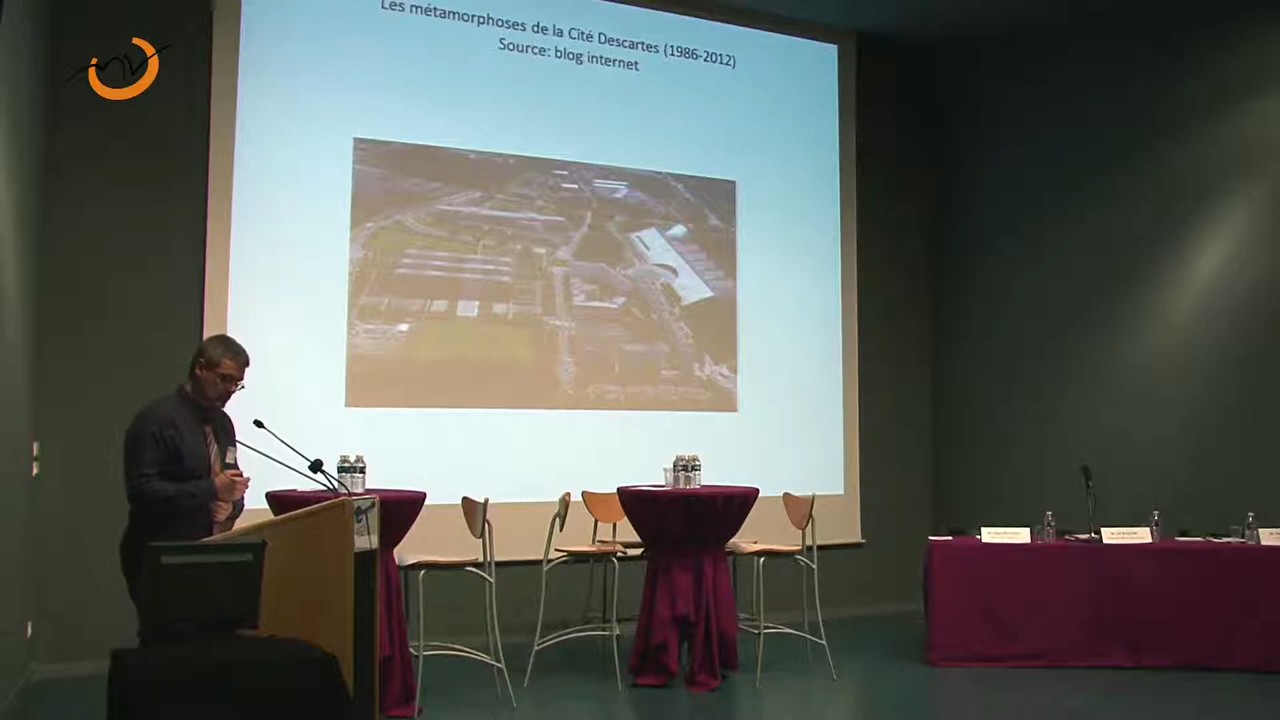 Les métamorphoses de la Cité Descartes (1986-2012)
Source: blog internet